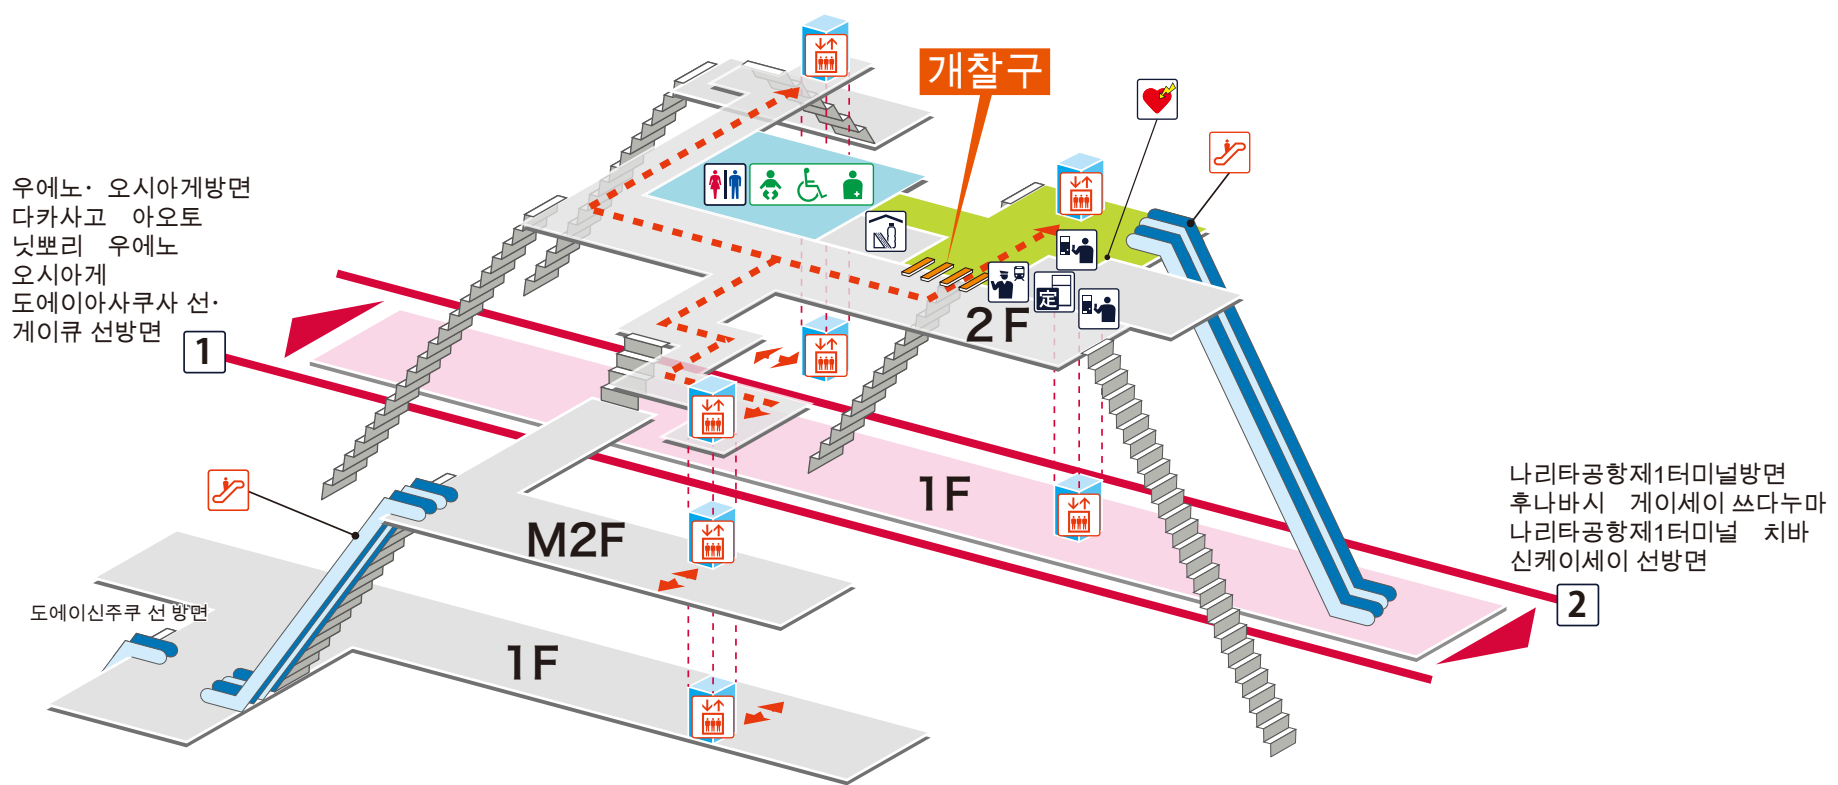 개찰구
우에노· 오시아게방면
다카사고 아오토
닛뽀리 우에노
오시아게
도에이아사쿠사 선·
게이큐 선방면
1
2F
定
1F
나리타공항제1터미널방면
후나바시 게이세이 쓰다누마
나리타공항제1터미널 치바
신케이세이 선방면
2
M2F
도에이신주쿠 선 방면
1F